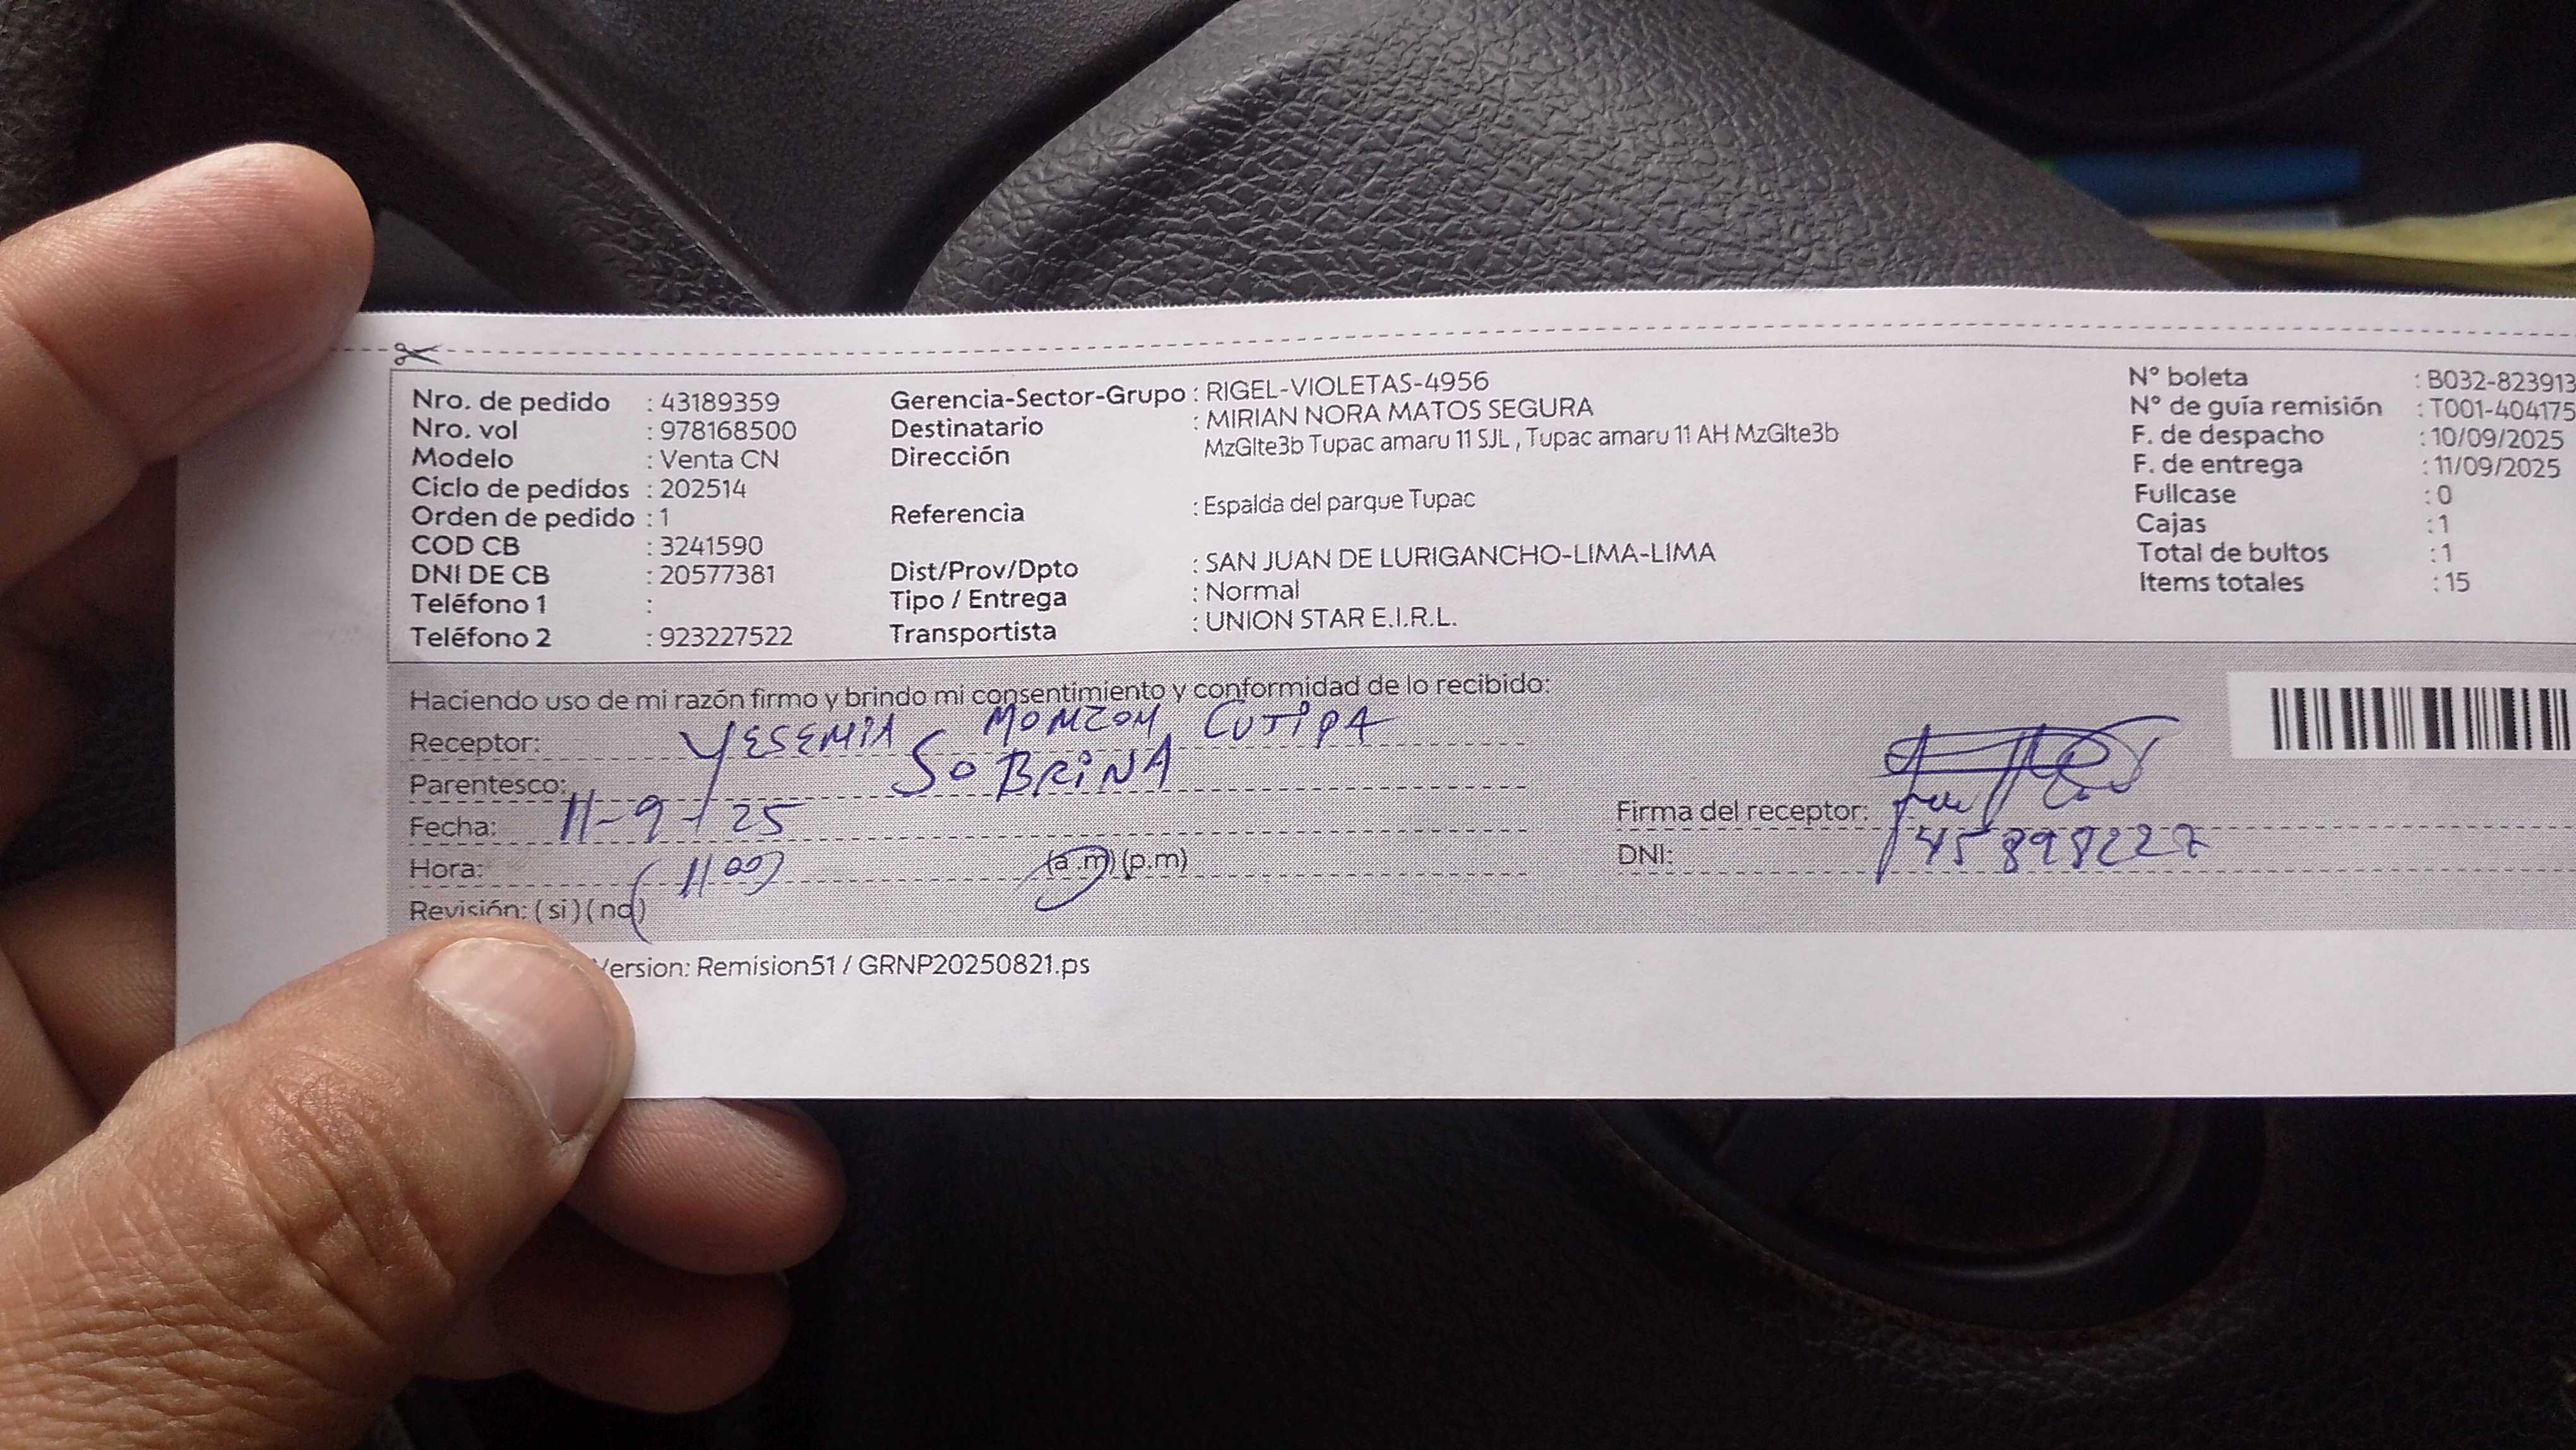 Nro. de pedido : 43189359
Nro. vol : 978168500
Modelo : Venta CN
Ciclo de pedidos : 202514
Orden de pedido : 1
COD CB : 3241590
DNI DE CB : 20577381
Teléfono 1 :
Teléfono 2 : 923227522
Gerencia-Sector-Grupo : RIGEL-VIOLETAS-4956
Destinatario : MIRIAN NORA MATOS SEGURA
Dirección MzGlte3b Tupac amaru 11 SJL , Tupac amaru 11 AH MzGlte3b
Referencia : Espalda del parque Tupac
Dist/Prov/Dpto : SAN JUAN DE LURIGANCHO-LIMA-LIMA
Tipo / Entrega : Normal
Transportista : UNION STAR E.I.R.L.
N° boleta : B032-823913
N° de guía remisión : T001-404175
F. de despacho : 10/09/2025
F. de entrega : 11/09/2025
Fullcase : 0
Cajas : 1
Total de bultos : 1
Items totales : 15
Haciendo uso de mi razón firmo y brindo mi consentimiento y conformidad de lo recibido:
Receptor: YESEMIA MOMZOM CUTIPA
Parentesco: SOBRINA
Fecha: 11-9-25
Hora: 11 00 (a.m) (p.m)
Revisión: (si) (no)
Firma del receptor:
DNI: 45898227
Version: Remision51 / GRNP20250821.ps